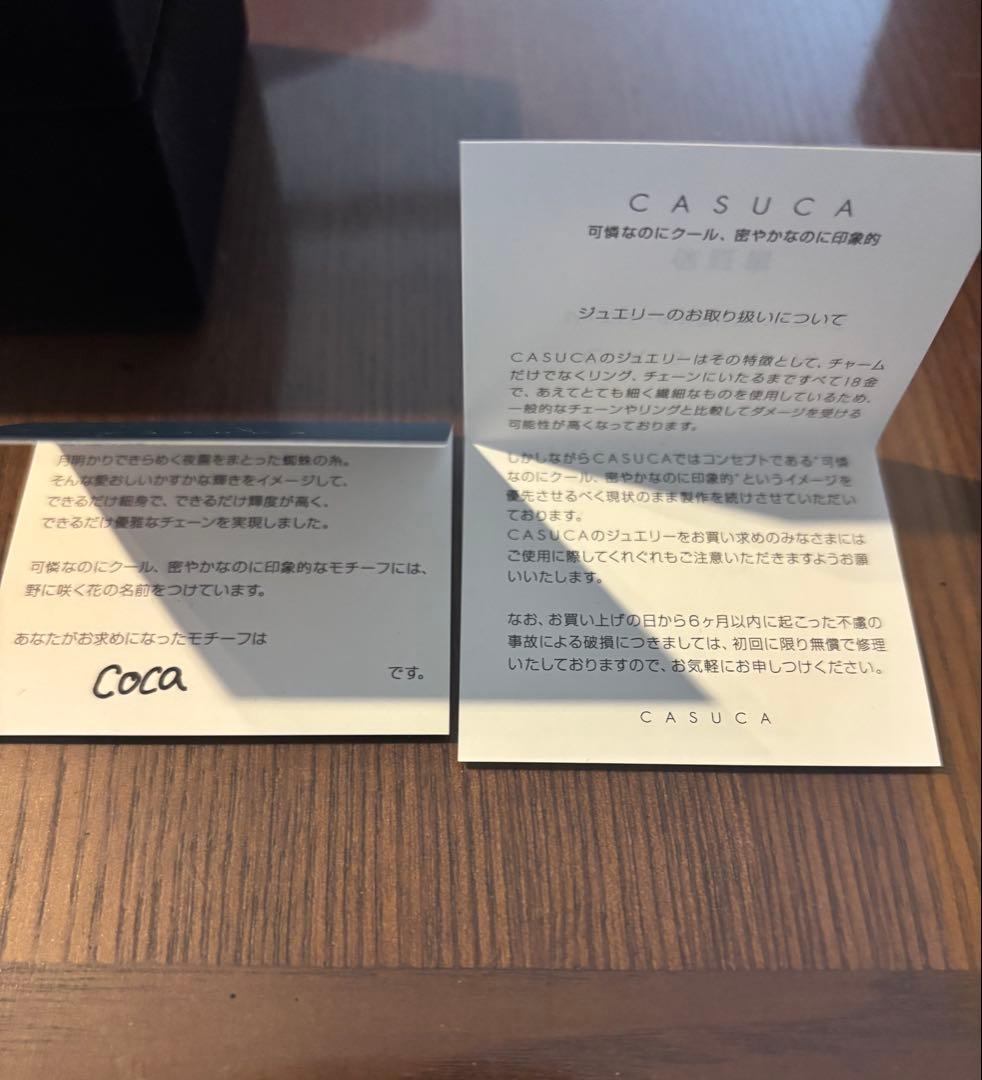 月明かりできらめく夜露をまとった蜘蛛の糸。
そんな愛おしいかすかな輝きをイメージして、
できるだけ細身で、できるだけ輝度が高く、
できるだけ優雅なチェーンを実現しました。
可憐なのにクール、密やかなのに印象的なモチーフには、
野に咲く花の名前をつけています。
あなたがお求めになったモチーフは
coca
です。
CASUCA
可憐なのにクール、密やかなのに印象的
ジュエリーのお取り扱いについて
CASUCAのジュエリーはその特徴として、チャーム
だけでなくリング、チェーンにいたるまですべて18金
で、あえてとても細く繊細なものを使用しているため、
一般的なチェーンやリングと比較してダメージを受ける
可能性が高くなっております。
しかしながらCASUCAではコンセプトである“可憐
なのにクール、密やかなのに印象的”というイメージを
優先させるべく現状のまま製作を続けさせていただい
ております。
CASUCAのジュエリーをお買い求めのみなさまには
ご使用に際してくれぐれもご注意いただきますようお願
いいたします。
なお、お買い上げの日から6ヶ月以内に起こった不慮の
事故による破損につきましては、初回に限り無償で修理
いたしておりますので、お気軽にお申しつけください。
CASUCA